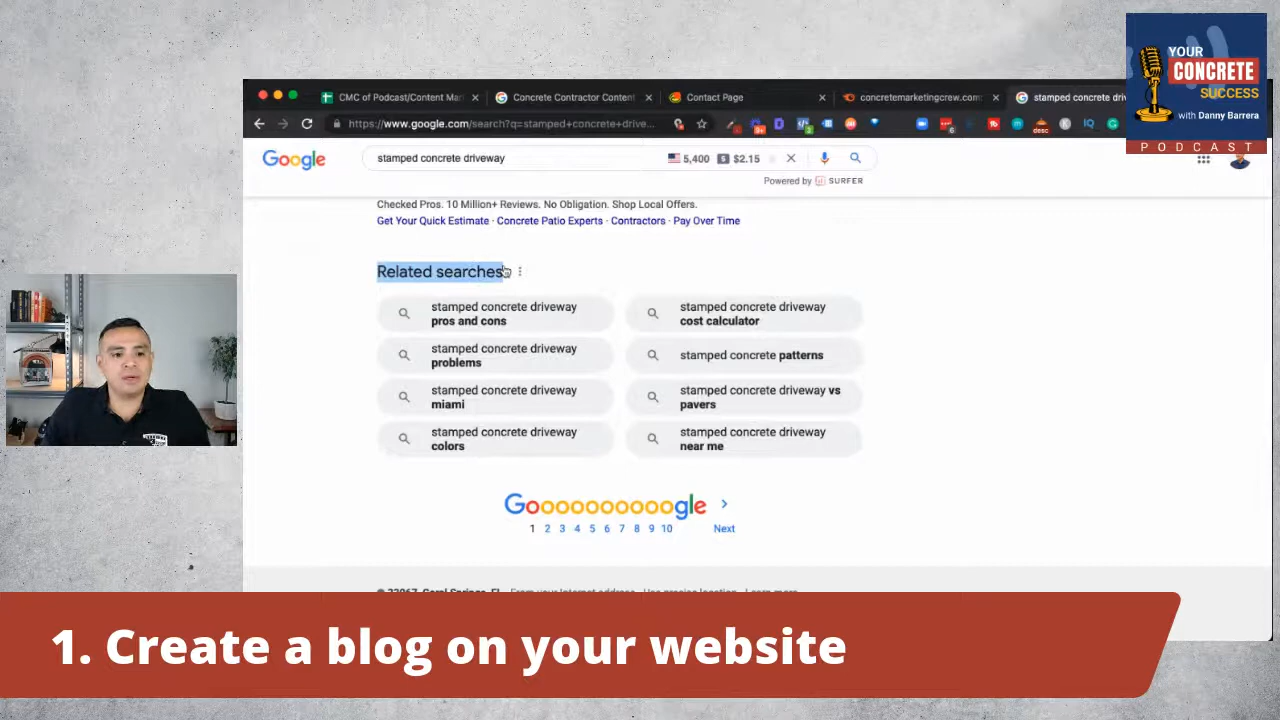 YOUR
CONCRETE
SUCCESS
with Danny Barrera
PODCAST
CMC of Podcast/Content Mar
Concrete Contractor Content
Contact Page
concretemarketingcrew.com
stamped concrete driv
https://www.google.com/search?q=stamped+concrete+drive...
Google
stamped concrete driveway
5,400
$2.15
Powered by SURFER
Checked Pros. 10 Million+ Reviews. No Obligation. Shop Local Offers.
Get Your Quick Estimate · Concrete Patio Experts · Contractors · Pay Over Time
Related searches
stamped concrete driveway
pros and cons
stamped concrete driveway
cost calculator
stamped concrete driveway
problems
stamped concrete patterns
stamped concrete driveway
miami
stamped concrete driveway vs
pavers
stamped concrete driveway
colors
stamped concrete driveway
near me
Goooooooooogle
1 2 3 4 5 6 7 8 9 10 Next
1. Create a blog on your website